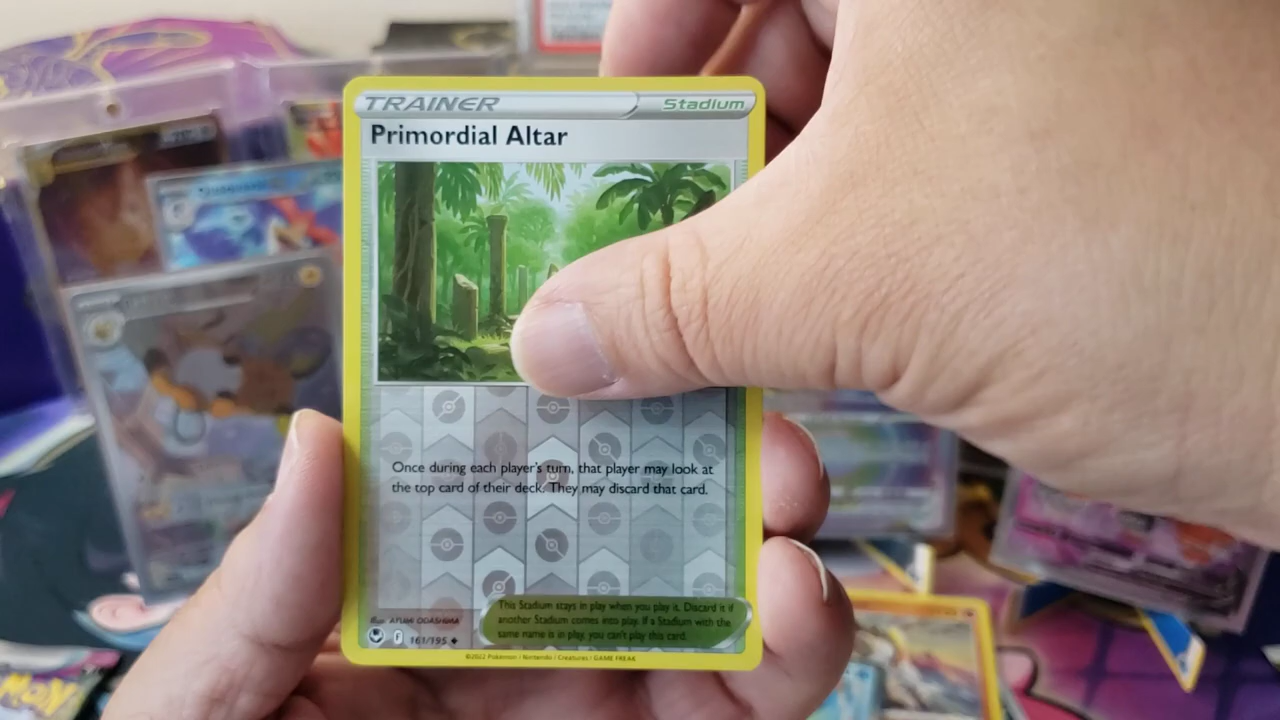 TRAINER
Stadium
Primordial Altar
Once during each player's turn, that player may look at
the top card of their deck. They may discard that card.
This Stadium stays in play when you play it. Discard it if
another Stadium comes into play. If a Stadium with the
same name is in play, you can't play this card.
Illus. AYUMI ODASHIMA
F 161/195
©2022 Pokémon / Nintendo / Creatures / GAME FREAK